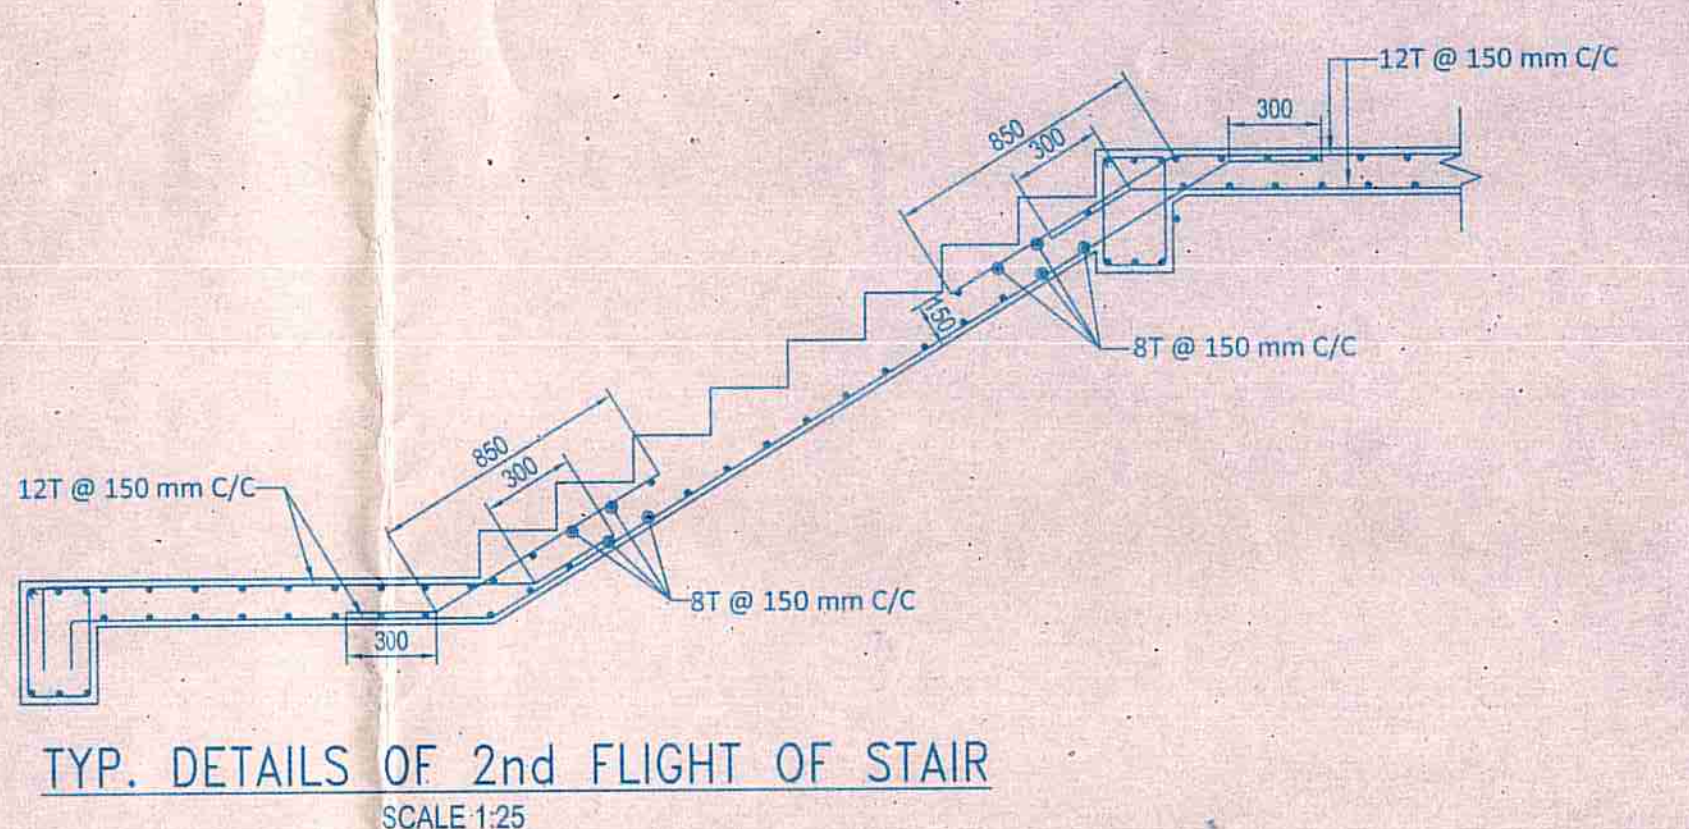 12T @ 150 mm C/C
300
850
300
150
8T @ 150 mm C/C
850
300
12T @ 150 mm C/C
8T @ 150 mm C/C
300
TYP. DETAILS OF 2nd FLIGHT OF STAIR
SCALE 1:25